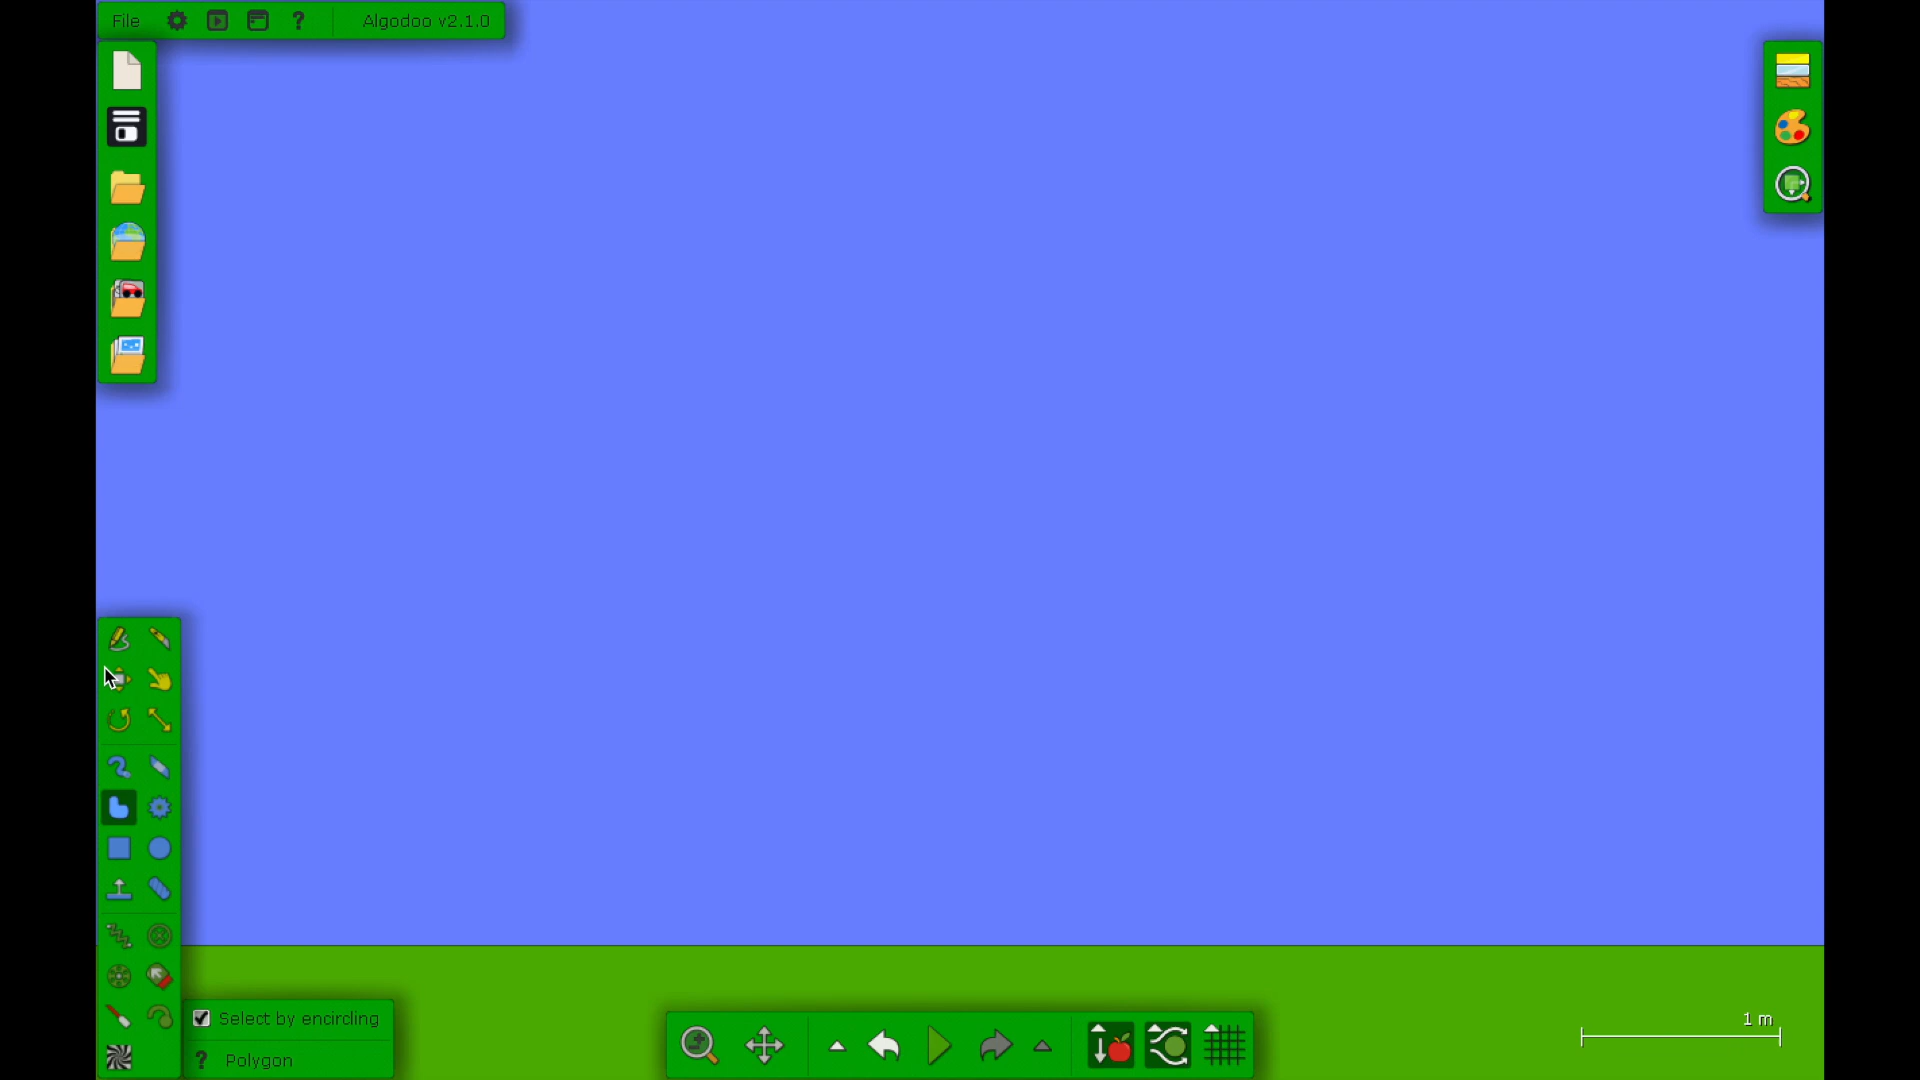 File ? Algodoo v2.1.0
Select by encircling
? Polygon
1 m